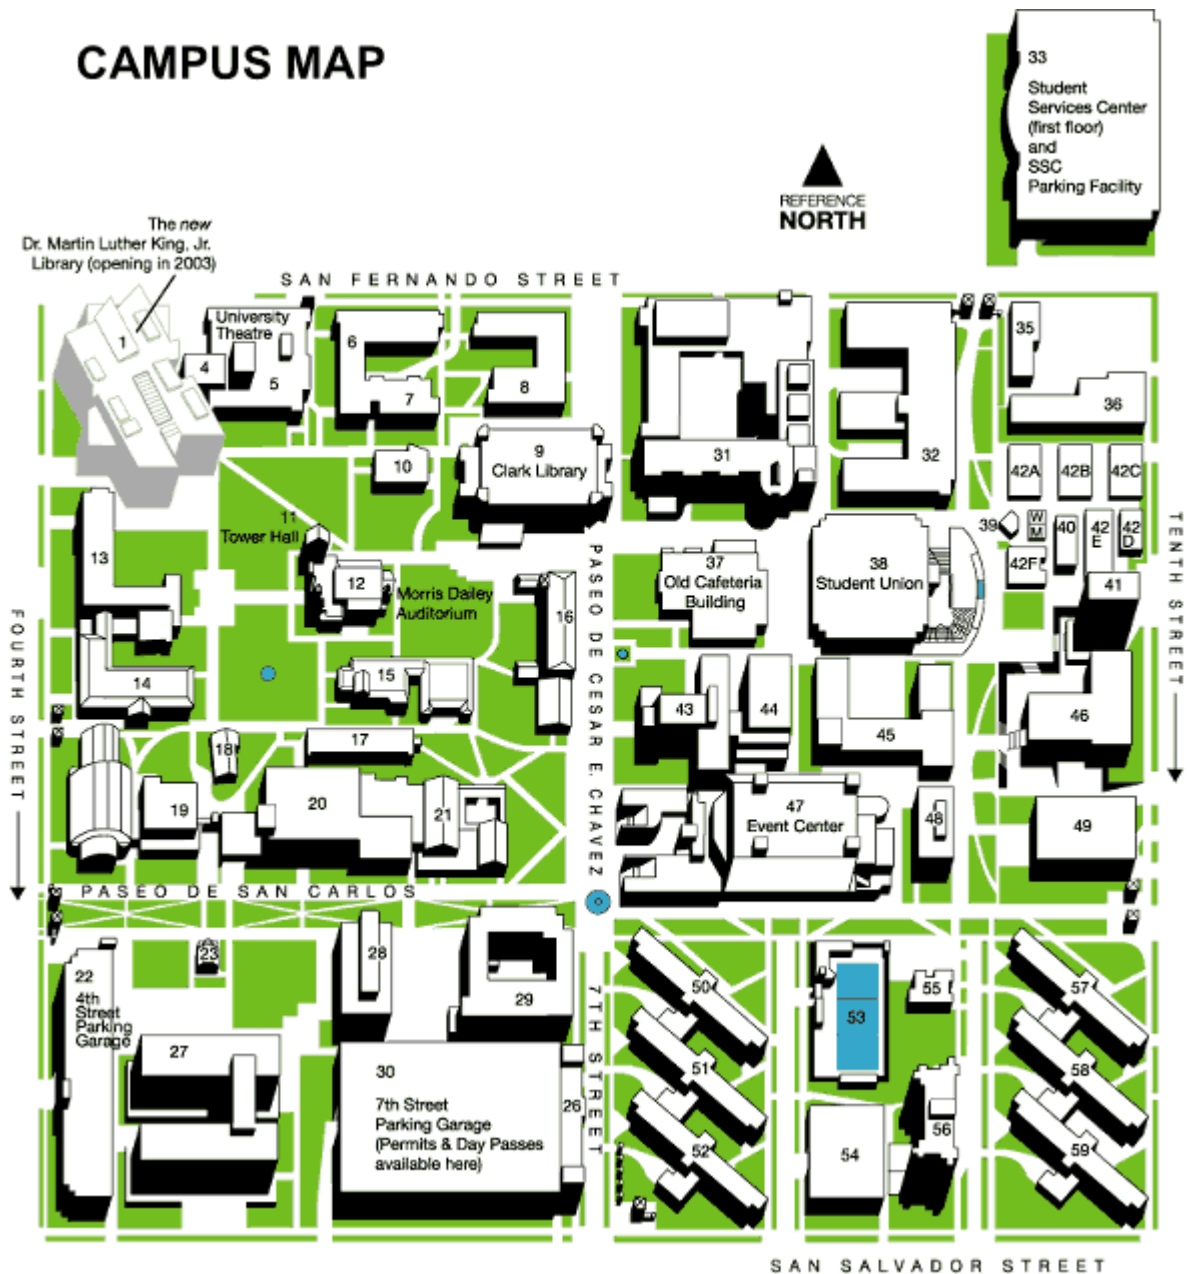 CAMPUS MAP
33
Student
Services Center
(first floor)
and
SSC
Parking Facility
REFERENCE
NORTH
The new
Dr. Martin Luther King, Jr.
Library (opening in 2003)
SAN FERNANDO STREET
1
University
Theatre
4
5
6
7
8
9
Clark Library
10
11
Tower Hall
12
Morris Dailey
Auditorium
13
14
15
16
17
18
19
20
21
31
32
35
36
42A
42B
42C
39
W
M
40
42
E
42
D
42F
41
37
Old Cafeteria
Building
38
Student Union
43
44
45
46
47
Event Center
48
49
FOURTH STREET
PASEO DE CESAR E. CHAVEZ
TENTH STREET
PASEO DE SAN CARLOS
22
4th
Street
Parking
Garage
23
27
28
29
30
7th Street
Parking Garage
(Permits & Day Passes
available here)
26
7TH STREET
50
51
52
53
54
55
56
57
58
59
SAN SALVADOR STREET